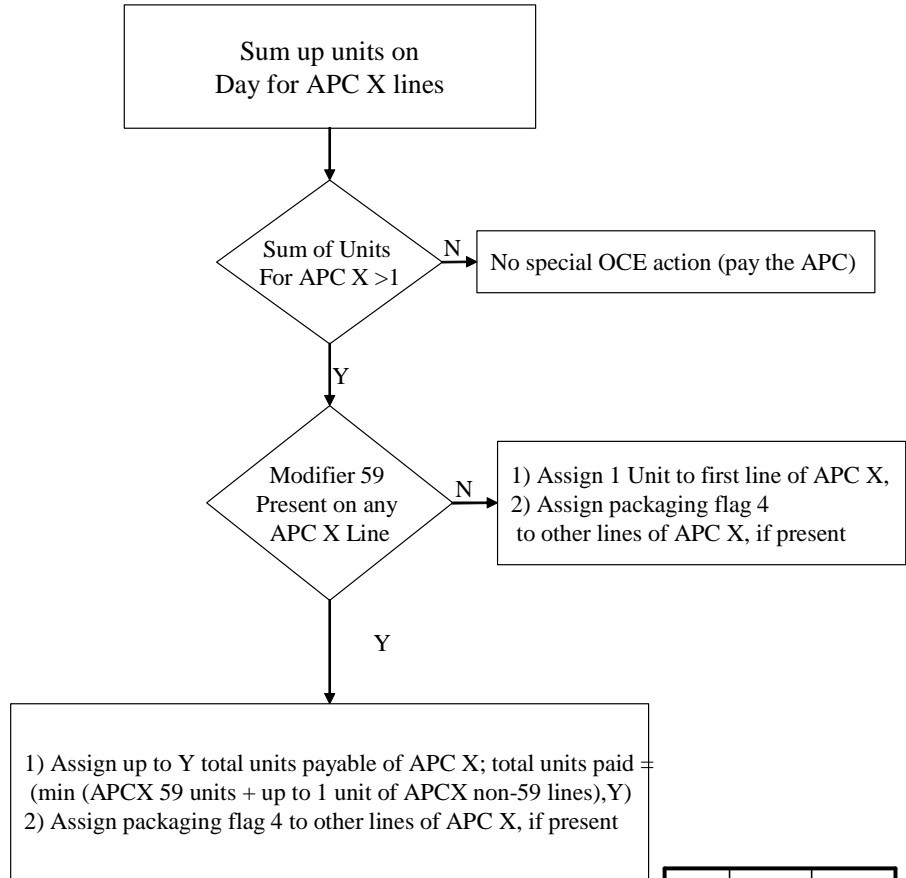 Sum up units on
Day for APC X lines
Sum of Units
For APC X >1
N
No special OCE action (pay the APC)
Y
Modifier 59
Present on any
APC X Line
N
1) Assign 1 Unit to first line of APC X,
2) Assign packaging flag 4
to other lines of APC X, if present
Y
1) Assign up to Y total units payable of APC X; total units paid =
(min (APCX 59 units + up to 1 unit of APCX non-59 lines),Y)
2) Assign packaging flag 4 to other lines of APC X, if present